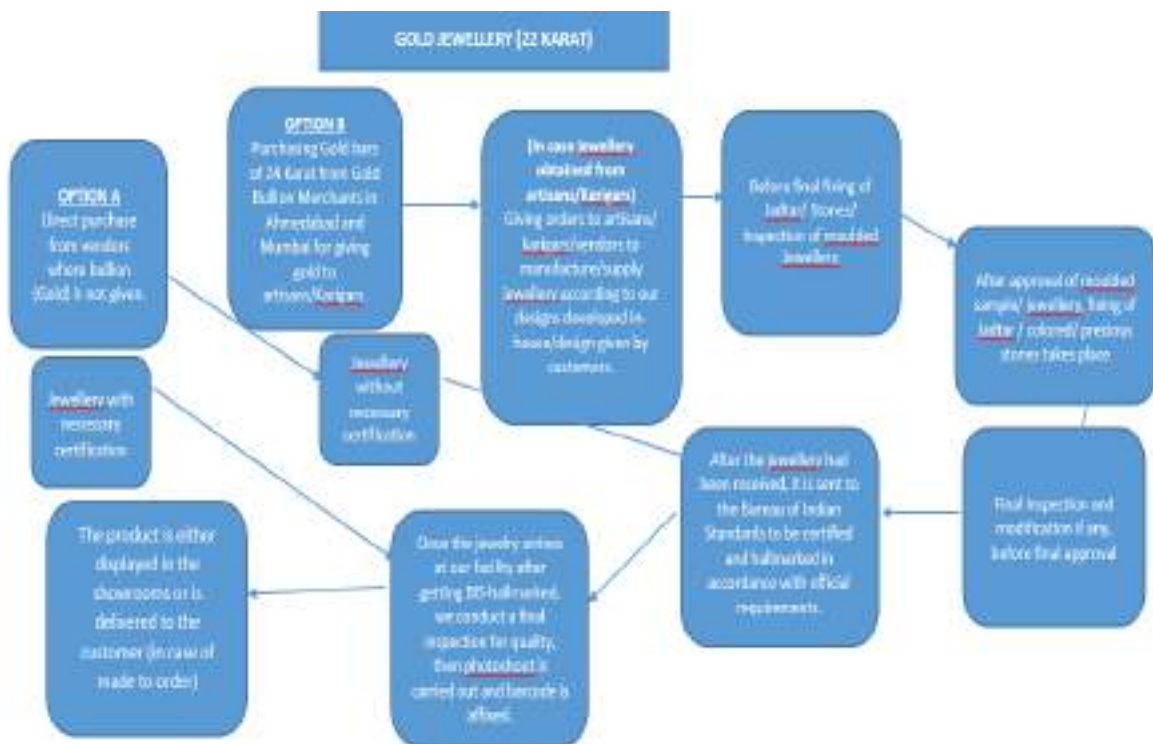 GOLD JEWELLERY (22 KARAT)
OPTION A
Direct purchase
from vendors
where bullion
(Gold) is not given.
OPTION B
Purchasing Gold bars
of 24 Karat from Gold
Bullion Merchants in
Ahmedabad and
Mumbai for giving
gold to
artisans/Karigars
(In case Jewellery
obtained from
artisans/Karigars)
Giving orders to artisans/
/vendors to
manufacture/supply
jewellery according to our
designs developed in-
house/design given by
customers.
Before final fixing of
Jadtar/ Stones/
Inspection of moulded
Jewellery
After approval of moulded
sample/ jewellery, fixing of
Jadtar / colored/ precious
stones takes place
Jewellery with
necessary
certification
Jewellery
without
necessary
certification
After the jewellery had
been received, it is sent to
the Bureau of Indian
Standards to be certified
and hallmarked in
accordance with official
requirements.
Final Inspection and
modification if any,
before final approval
Once the jewelry arrives
at our facility after
getting BIS-hallmarked,
we conduct a final
inspection for quality,
then photoshoot is
carried out and barcode is
affixed.
The product is either
displayed in the
showrooms or is
delivered to the
customer (in case of
made to order)